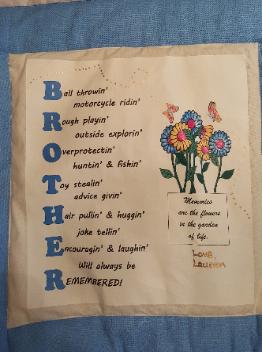 Ball throwin'
motorcycle ridin'
Rough playin'
outside explorin'
Overprotectin'
huntin' & fishin'
Toy stealin'
advice givin'
Hair pullin' & huggin'
joke tellin'
Encouragin' & laughin'
Will always be
REMEMBERED!
Memories
are the flowers
in the garden
of life.
Love,
Lauren